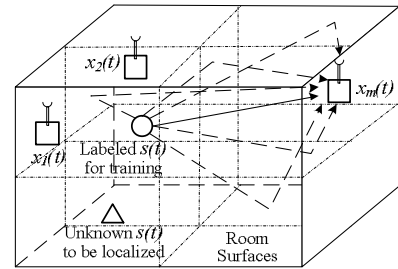 x2(t)
xm(t)
x1(t)
Labeled s(t)
for training
Unknown s(t)
to be localized
Room
Surfaces